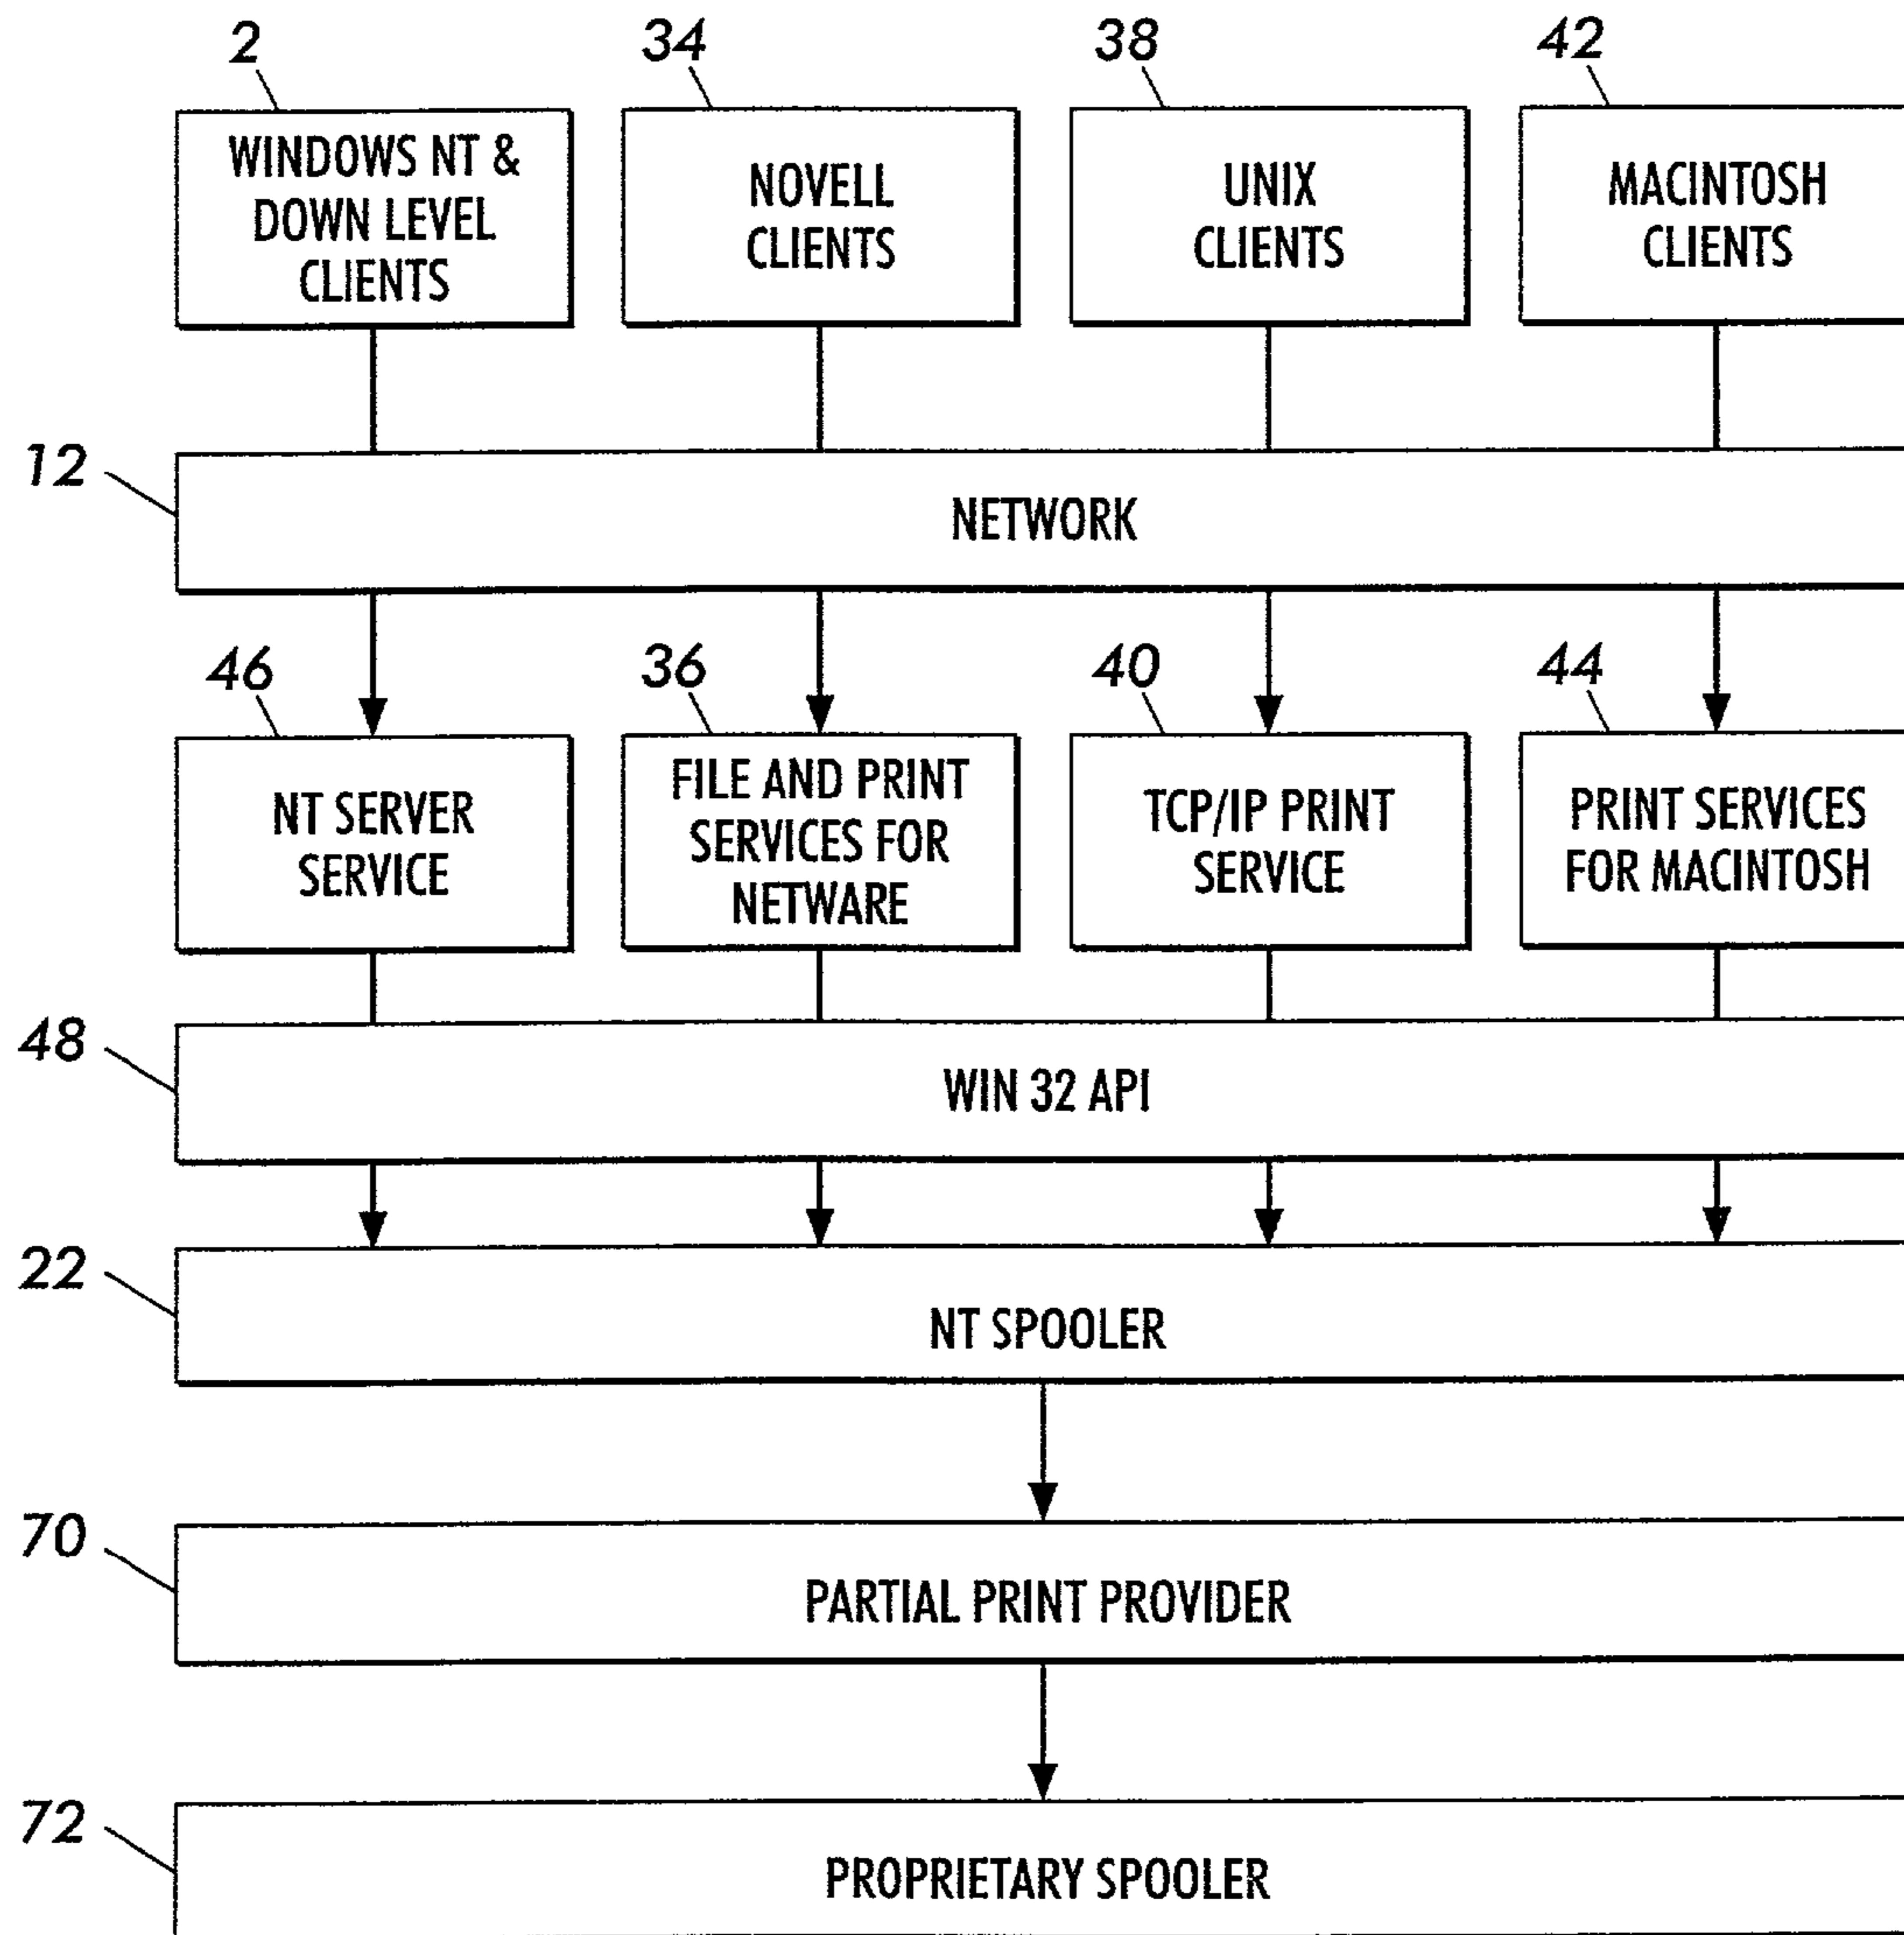 2
34
38
42
WINDOWS NT &
DOWN LEVEL
CLIENTS
NOVELL
CLIENTS
UNIX
CLIENTS
MACINTOSH
CLIENTS
12
NETWORK
46
36
40
44
NT SERVER
SERVICE
FILE AND PRINT
SERVICES FOR
NETWARE
TCP/IP PRINT
SERVICE
PRINT SERVICES
FOR MACINTOSH
48
WIN 32 API
22
NT SPOOLER
70
PARTIAL PRINT PROVIDER
72
PROPRIETARY SPOOLER